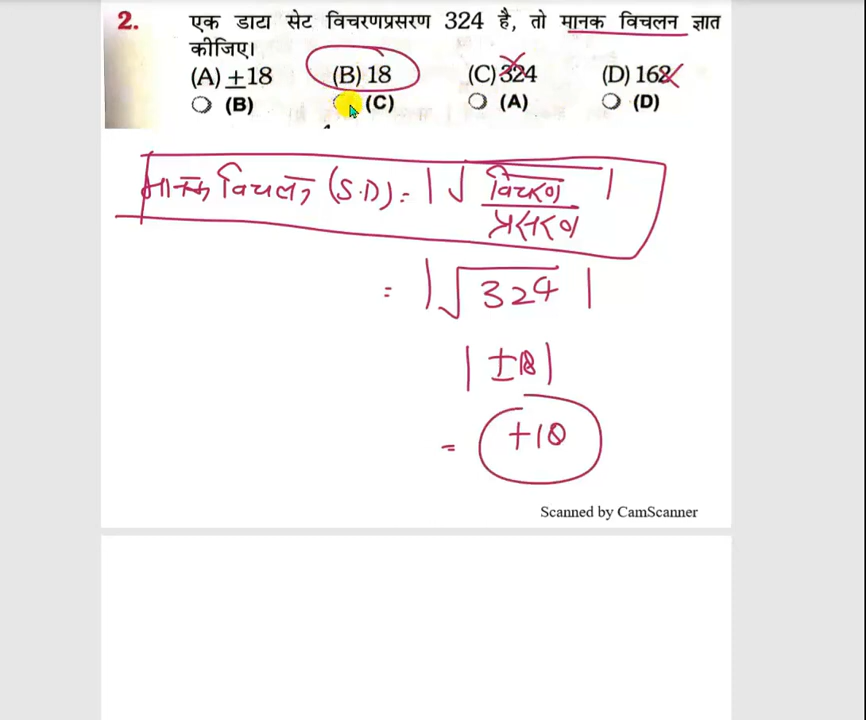 2. एक डाटा सेट विचरणप्रसरण 324 है, तो मानक विचलन ज्ञात
कीजिए।
(A) ±18 (B) 18 (C) 324 (D) 162
(B) (C) (A) (D)
मानक विचलन (S.D) = | √ विचरण / प्रसरण |
= | √324 |
| ±18 |
= +18
Scanned by CamScanner